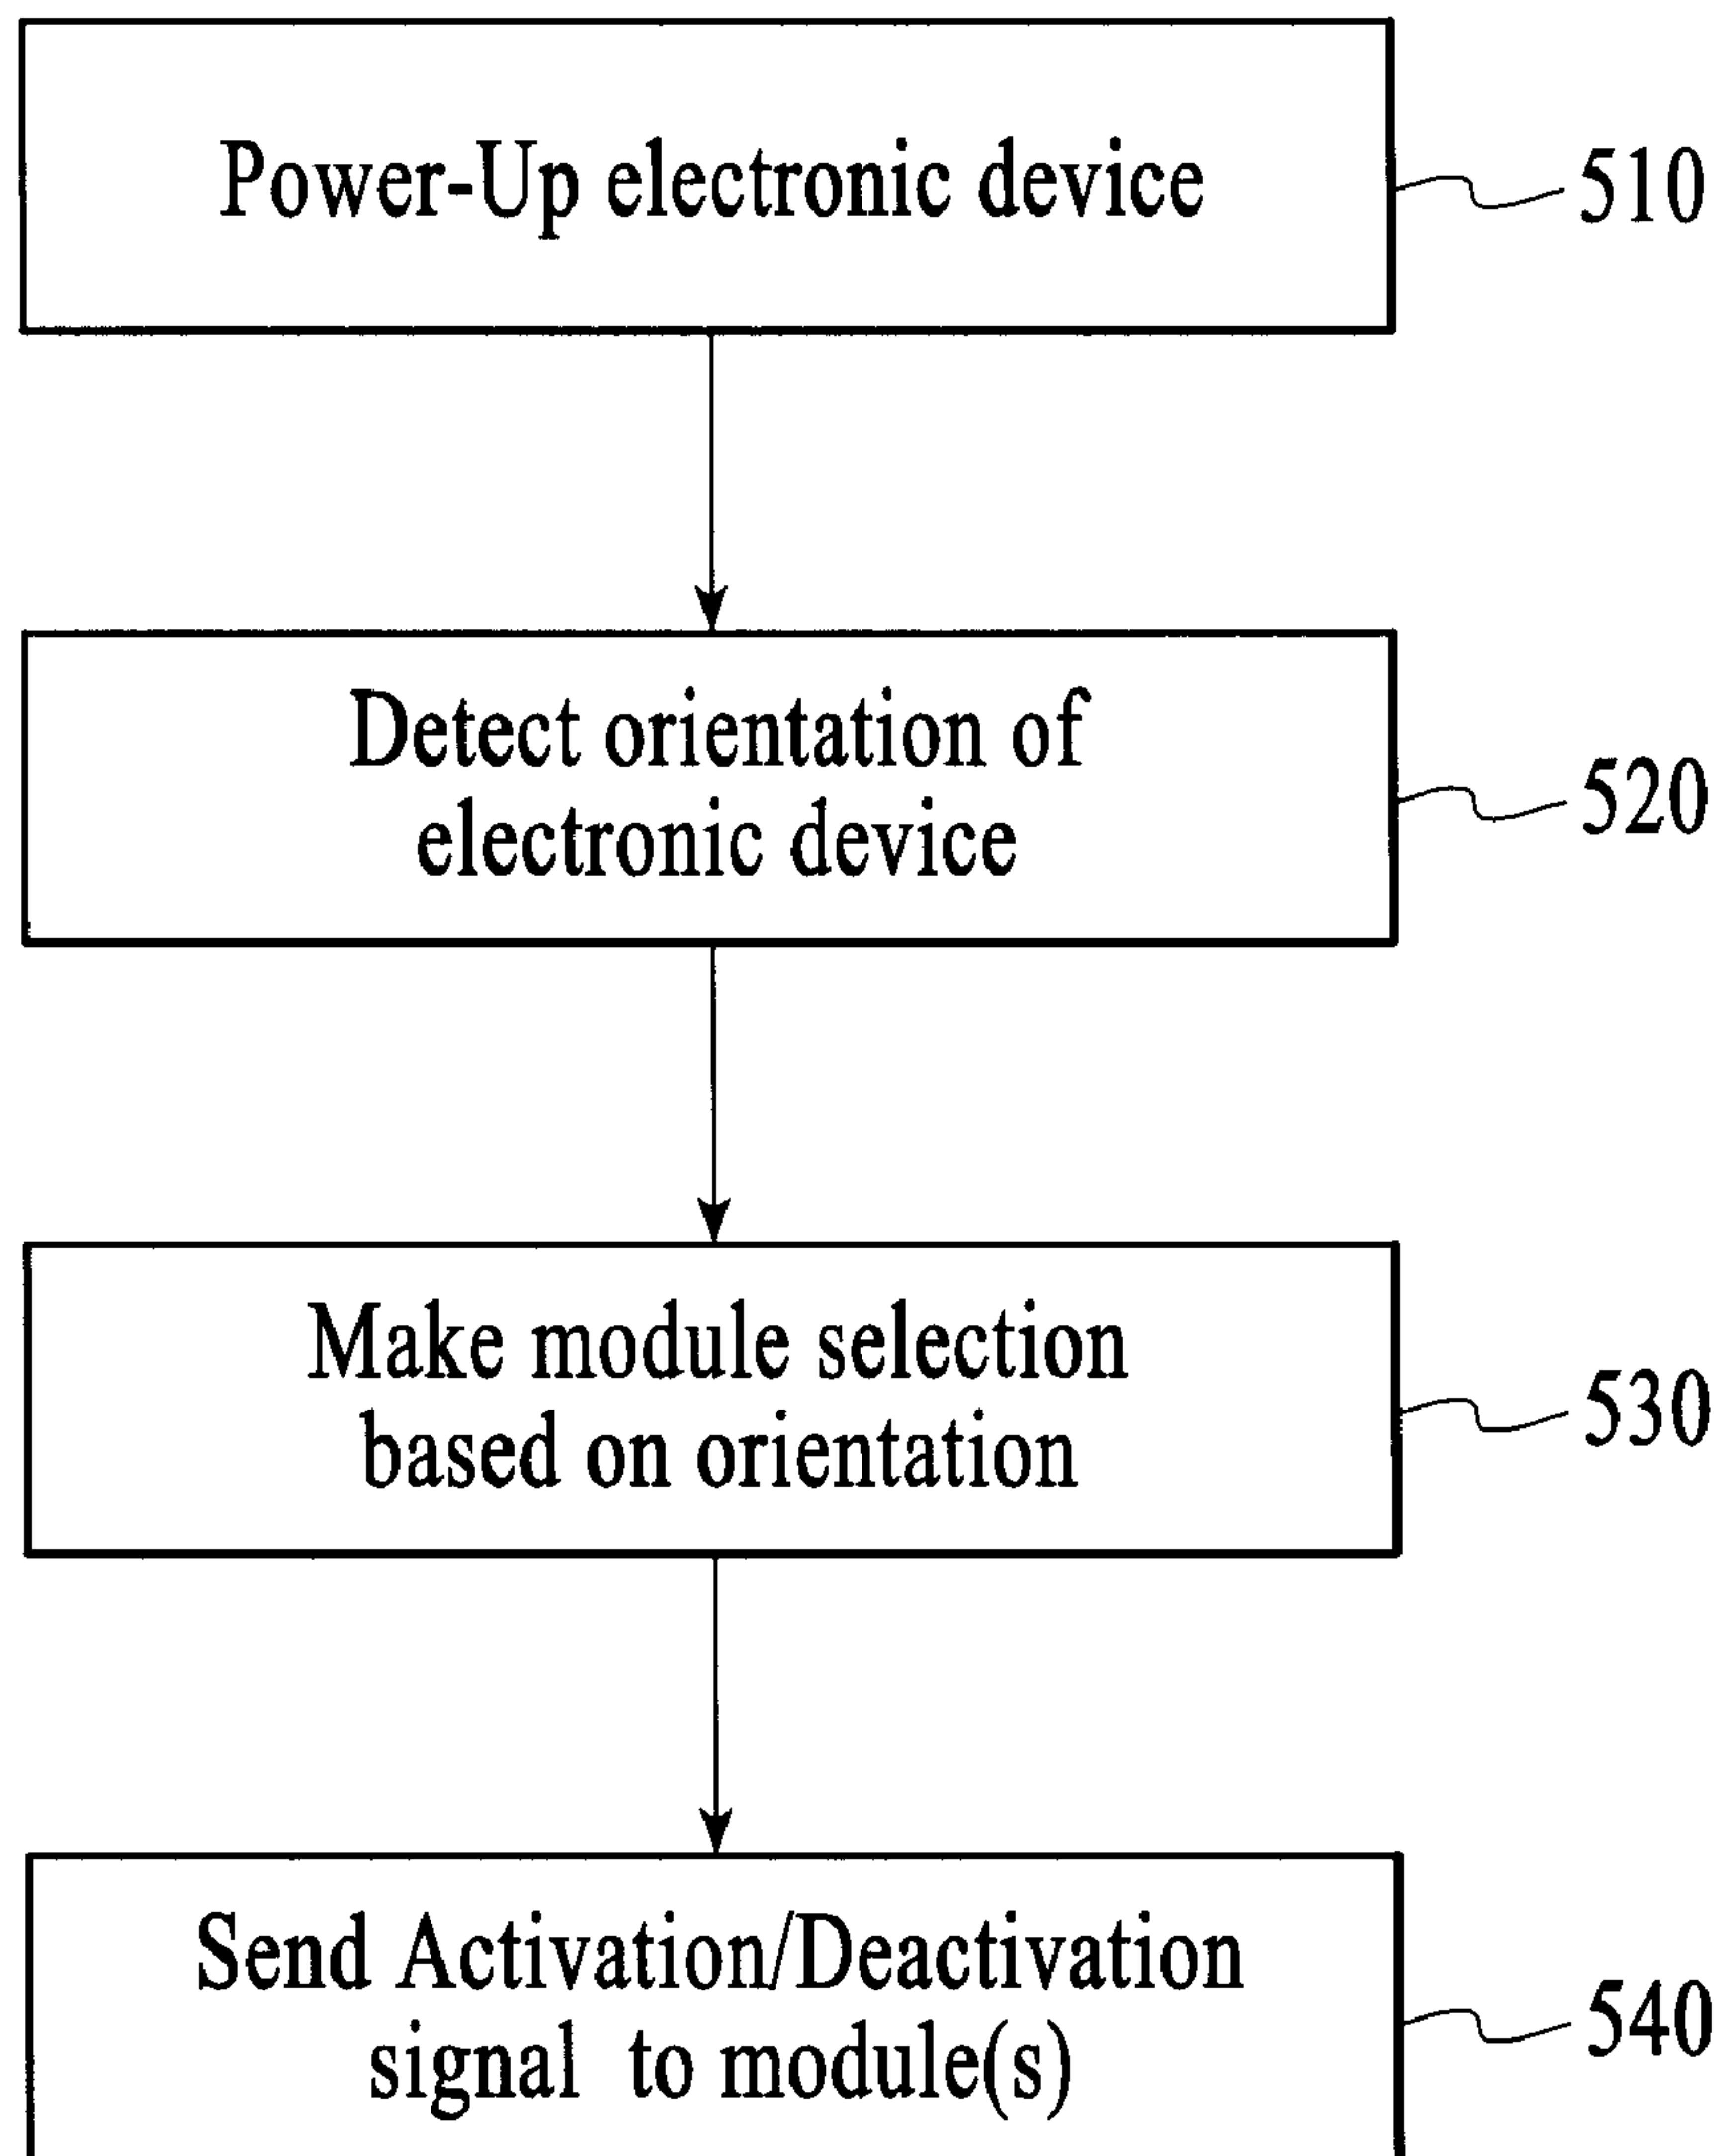 Power-Up electronic device
510
Detect orientation of
electronic device
520
Make module selection
based on orientation
530
Send Activation/Deactivation
signal to module(s)
540